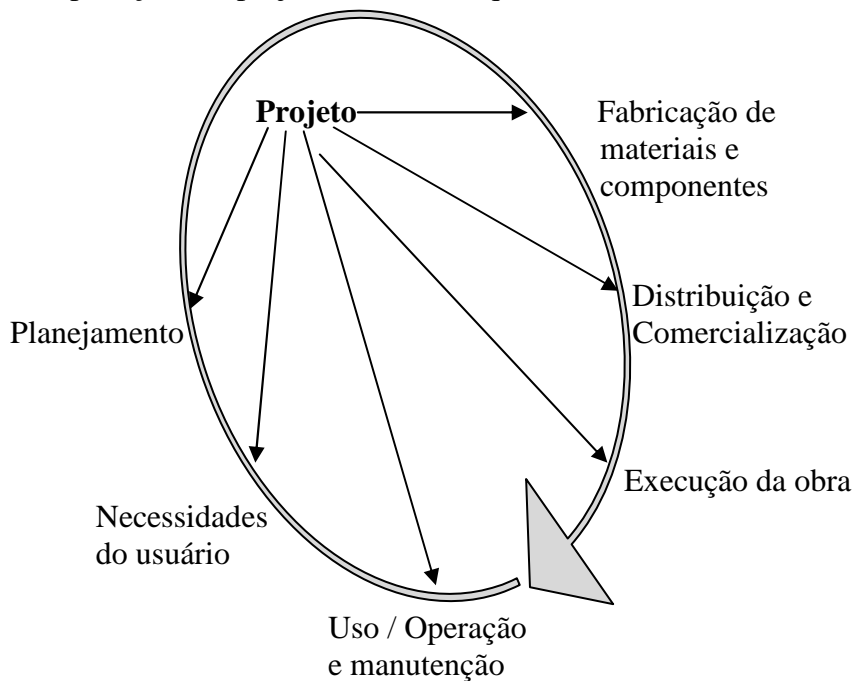 Projeto
Fabricação de
materiais e
componentes
Distribuição e
Comercialização
Planejamento
Execução da obra
Necessidades
do usuário
Uso / Operação
e manutenção